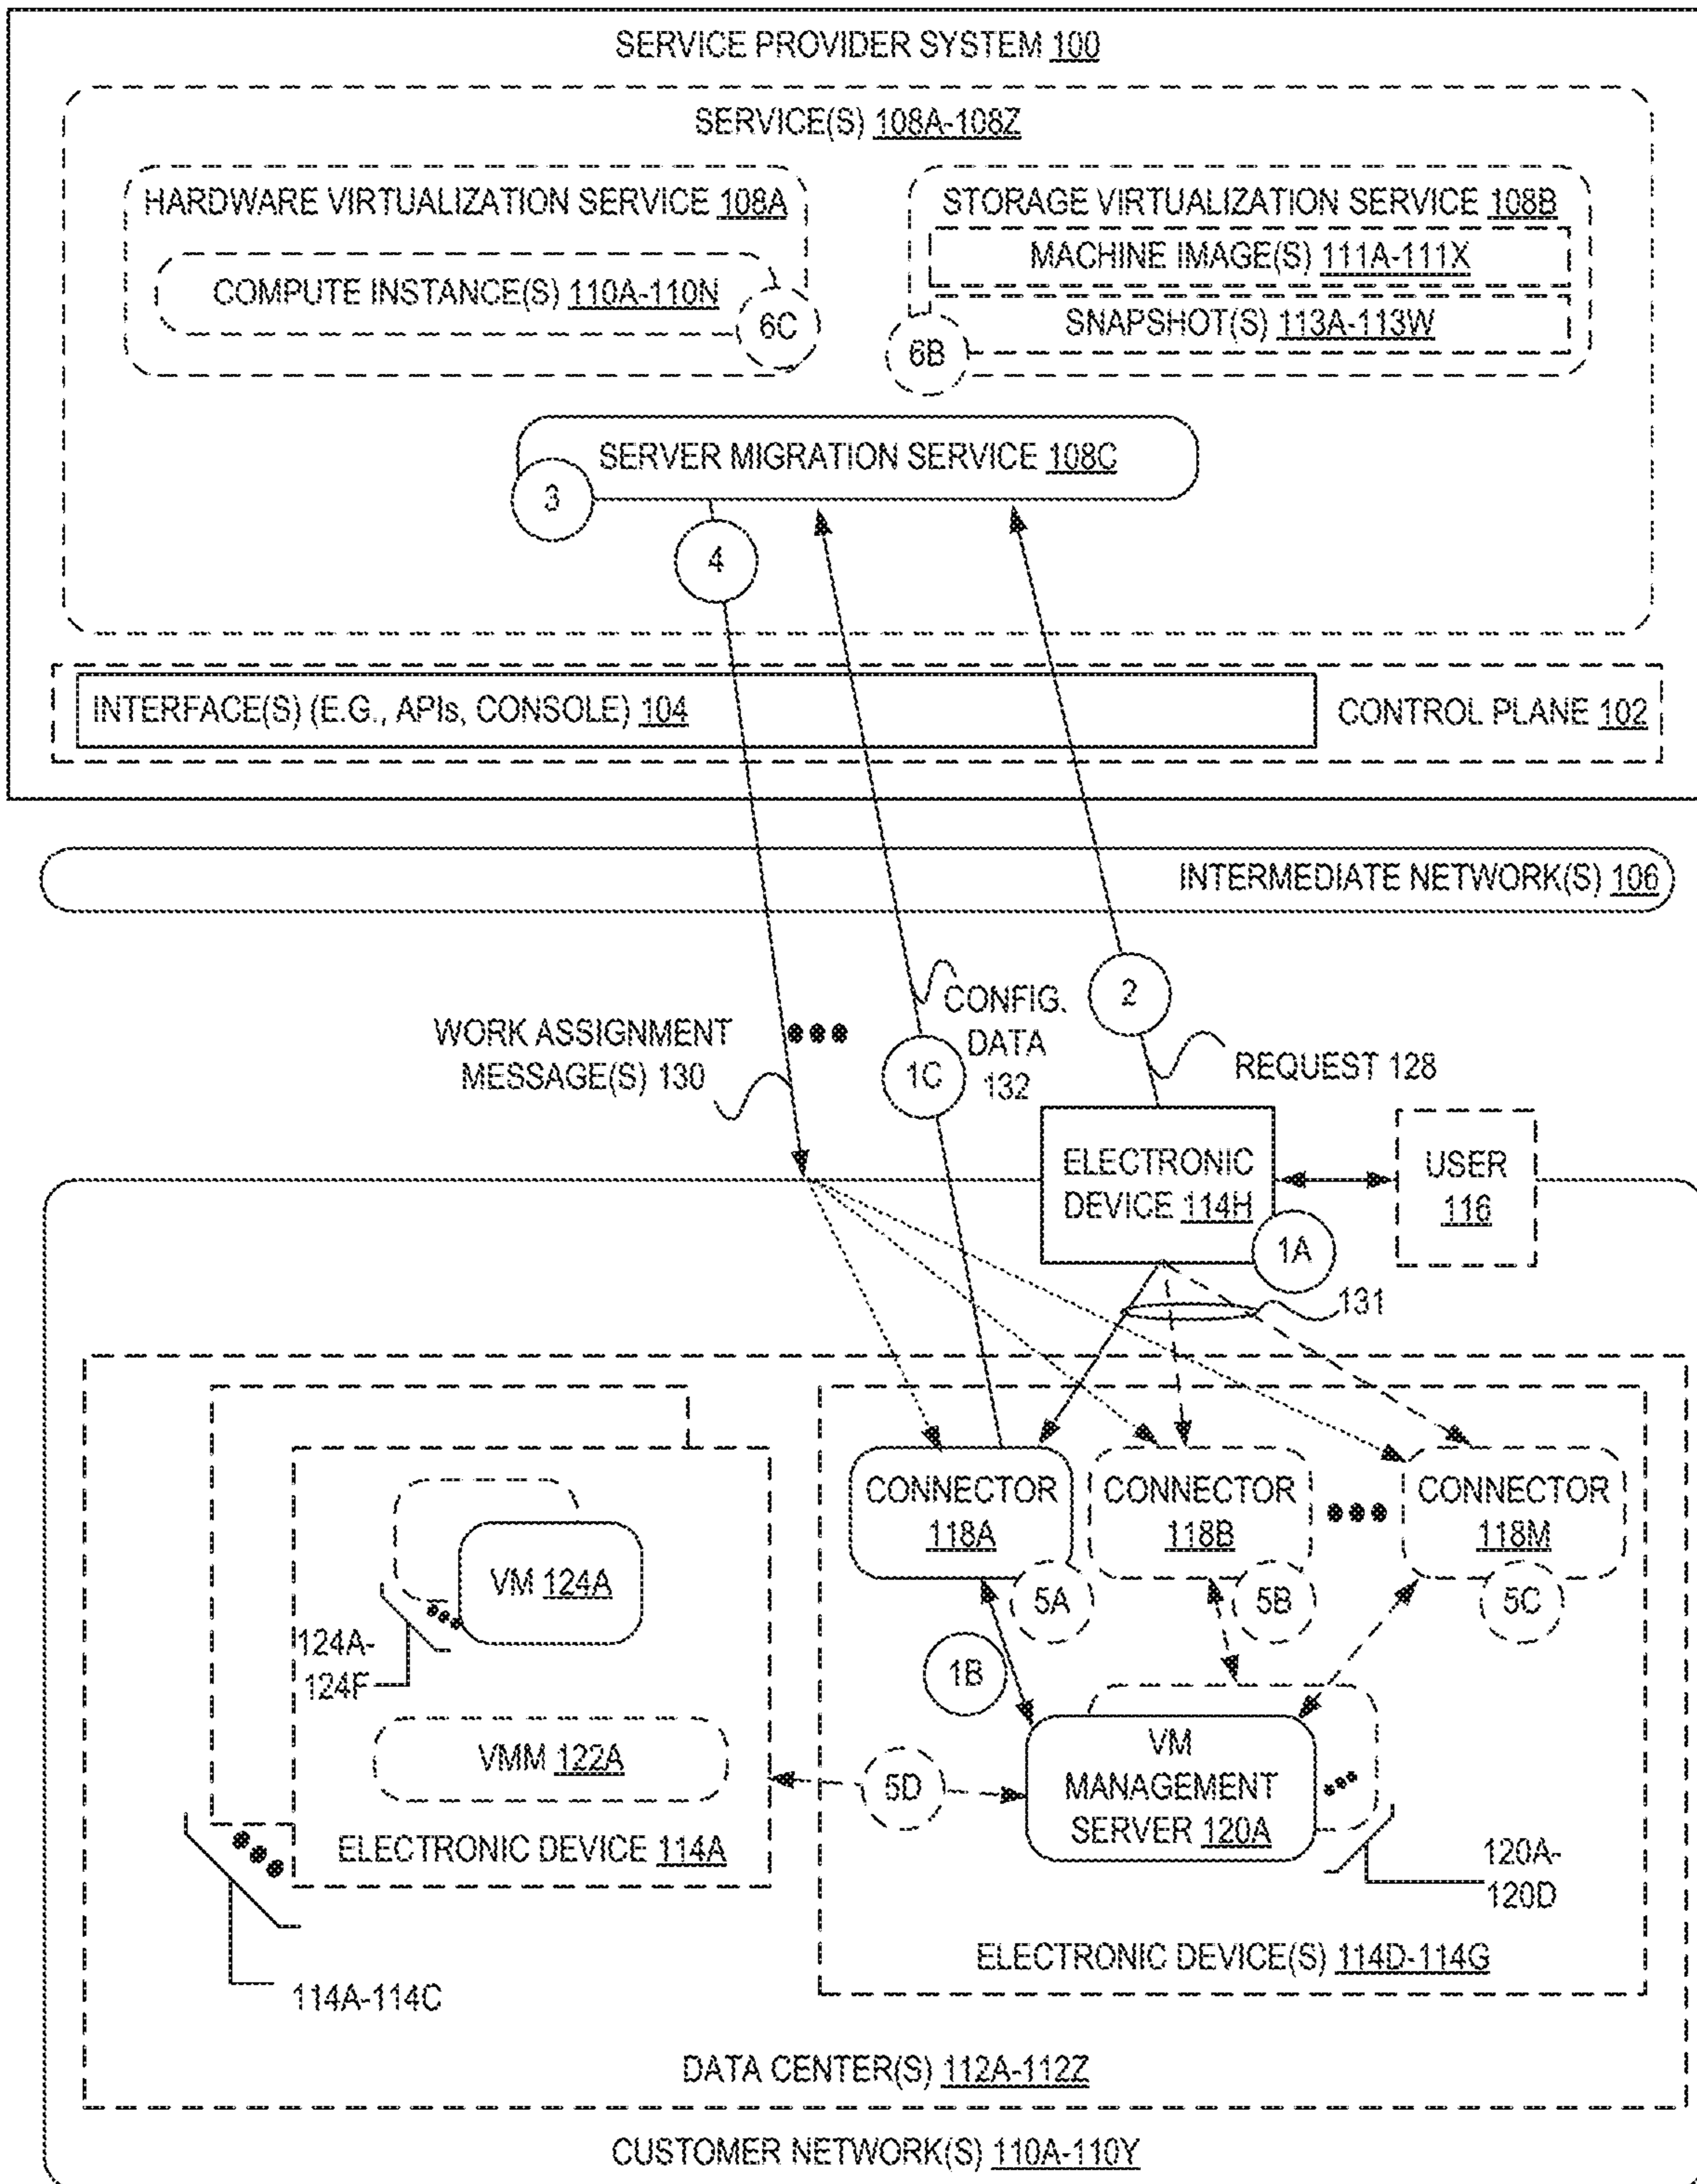 SERVICE PROVIDER SYSTEM 100
SERVICE(S) 108A-108Z
HARDWARE VIRTUALIZATION SERVICE 108A
COMPUTE INSTANCE(S) 110A-110N
6C
STORAGE VIRTUALIZATION SERVICE 108B
MACHINE IMAGE(S) 111A-111X
SNAPSHOT(S) 113A-113W
6B
SERVER MIGRATION SERVICE 108C
3
4
INTERFACE(S) (E.G., APIs, CONSOLE) 104
CONTROL PLANE 102
INTERMEDIATE NETWORK(S) 106
WORK ASSIGNMENT
MESSAGE(S) 130
1C
CONFIG.
DATA
132
2
REQUEST 128
ELECTRONIC
DEVICE 114H
1A
USER
116
131
CONNECTOR
118A
5A
CONNECTOR
118B
5B
CONNECTOR
118M
5C
VM 124A
124A-
124F
VMM 122A
ELECTRONIC DEVICE 114A
114A-114C
1B
5D
VM
MANAGEMENT
SERVER 120A
120A-
120D
ELECTRONIC DEVICE(S) 114D-114G
DATA CENTER(S) 112A-112Z
CUSTOMER NETWORK(S) 110A-110Y